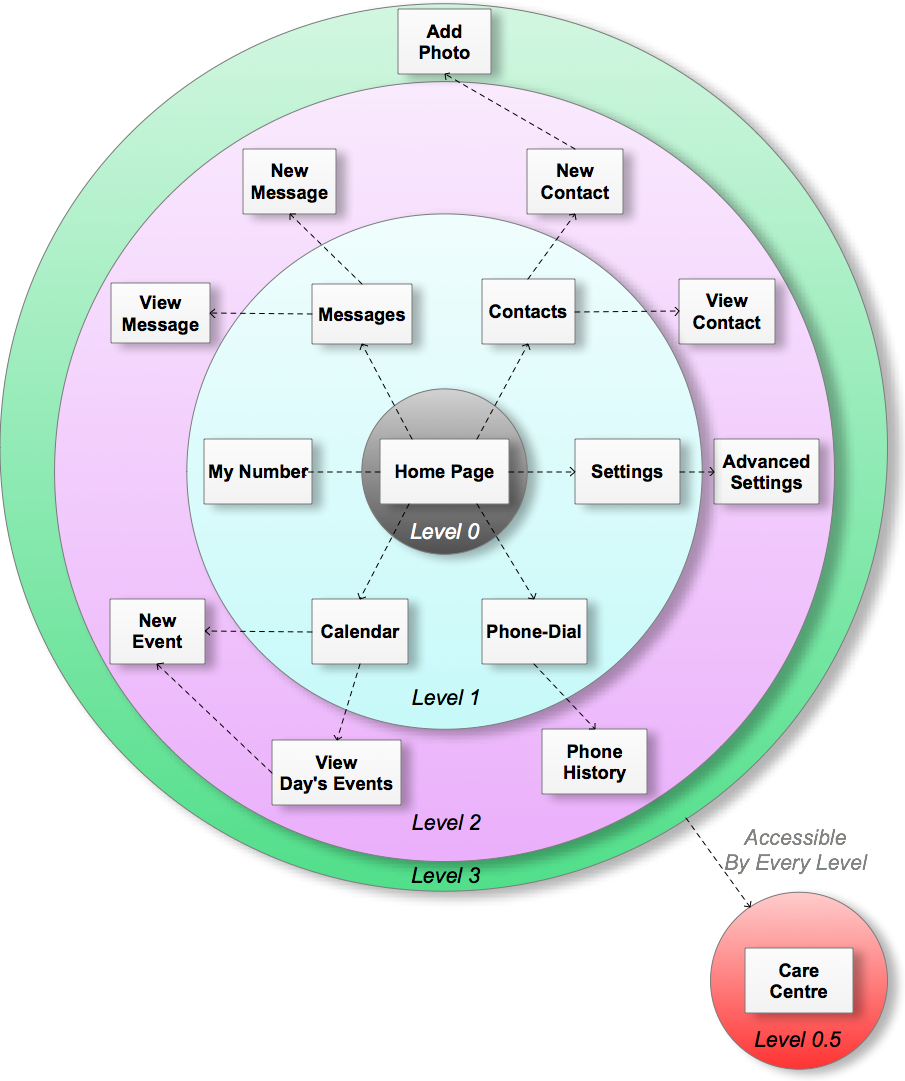 Add
Photo
New
Message
New
Contact
View
Message
Messages
Contacts
View
Contact
My Number
Home Page
Settings
Advanced
Settings
Level 0
New
Event
Calendar
Phone-Dial
Level 1
View
Day's Events
Phone
History
Level 2
Level 3
Accessible
By Every Level
Care
Centre
Level 0.5